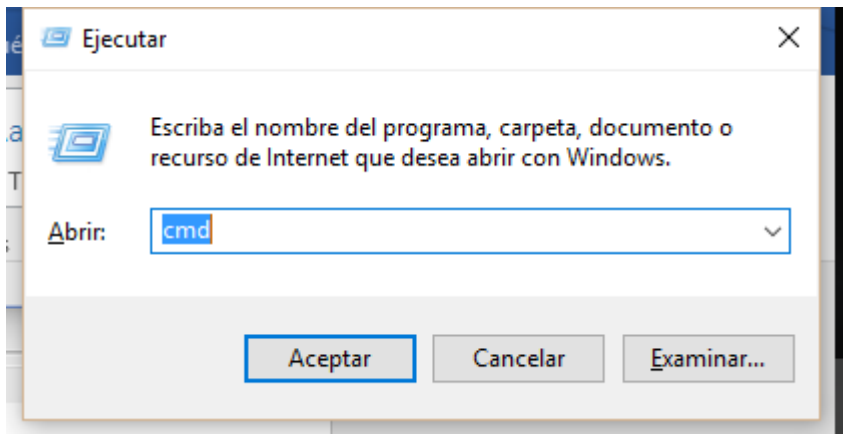 Ejecutar
Escriba el nombre del programa, carpeta, documento o
recurso de Internet que desea abrir con Windows.
Abrir:
cmd
Aceptar
Cancelar
Examinar...